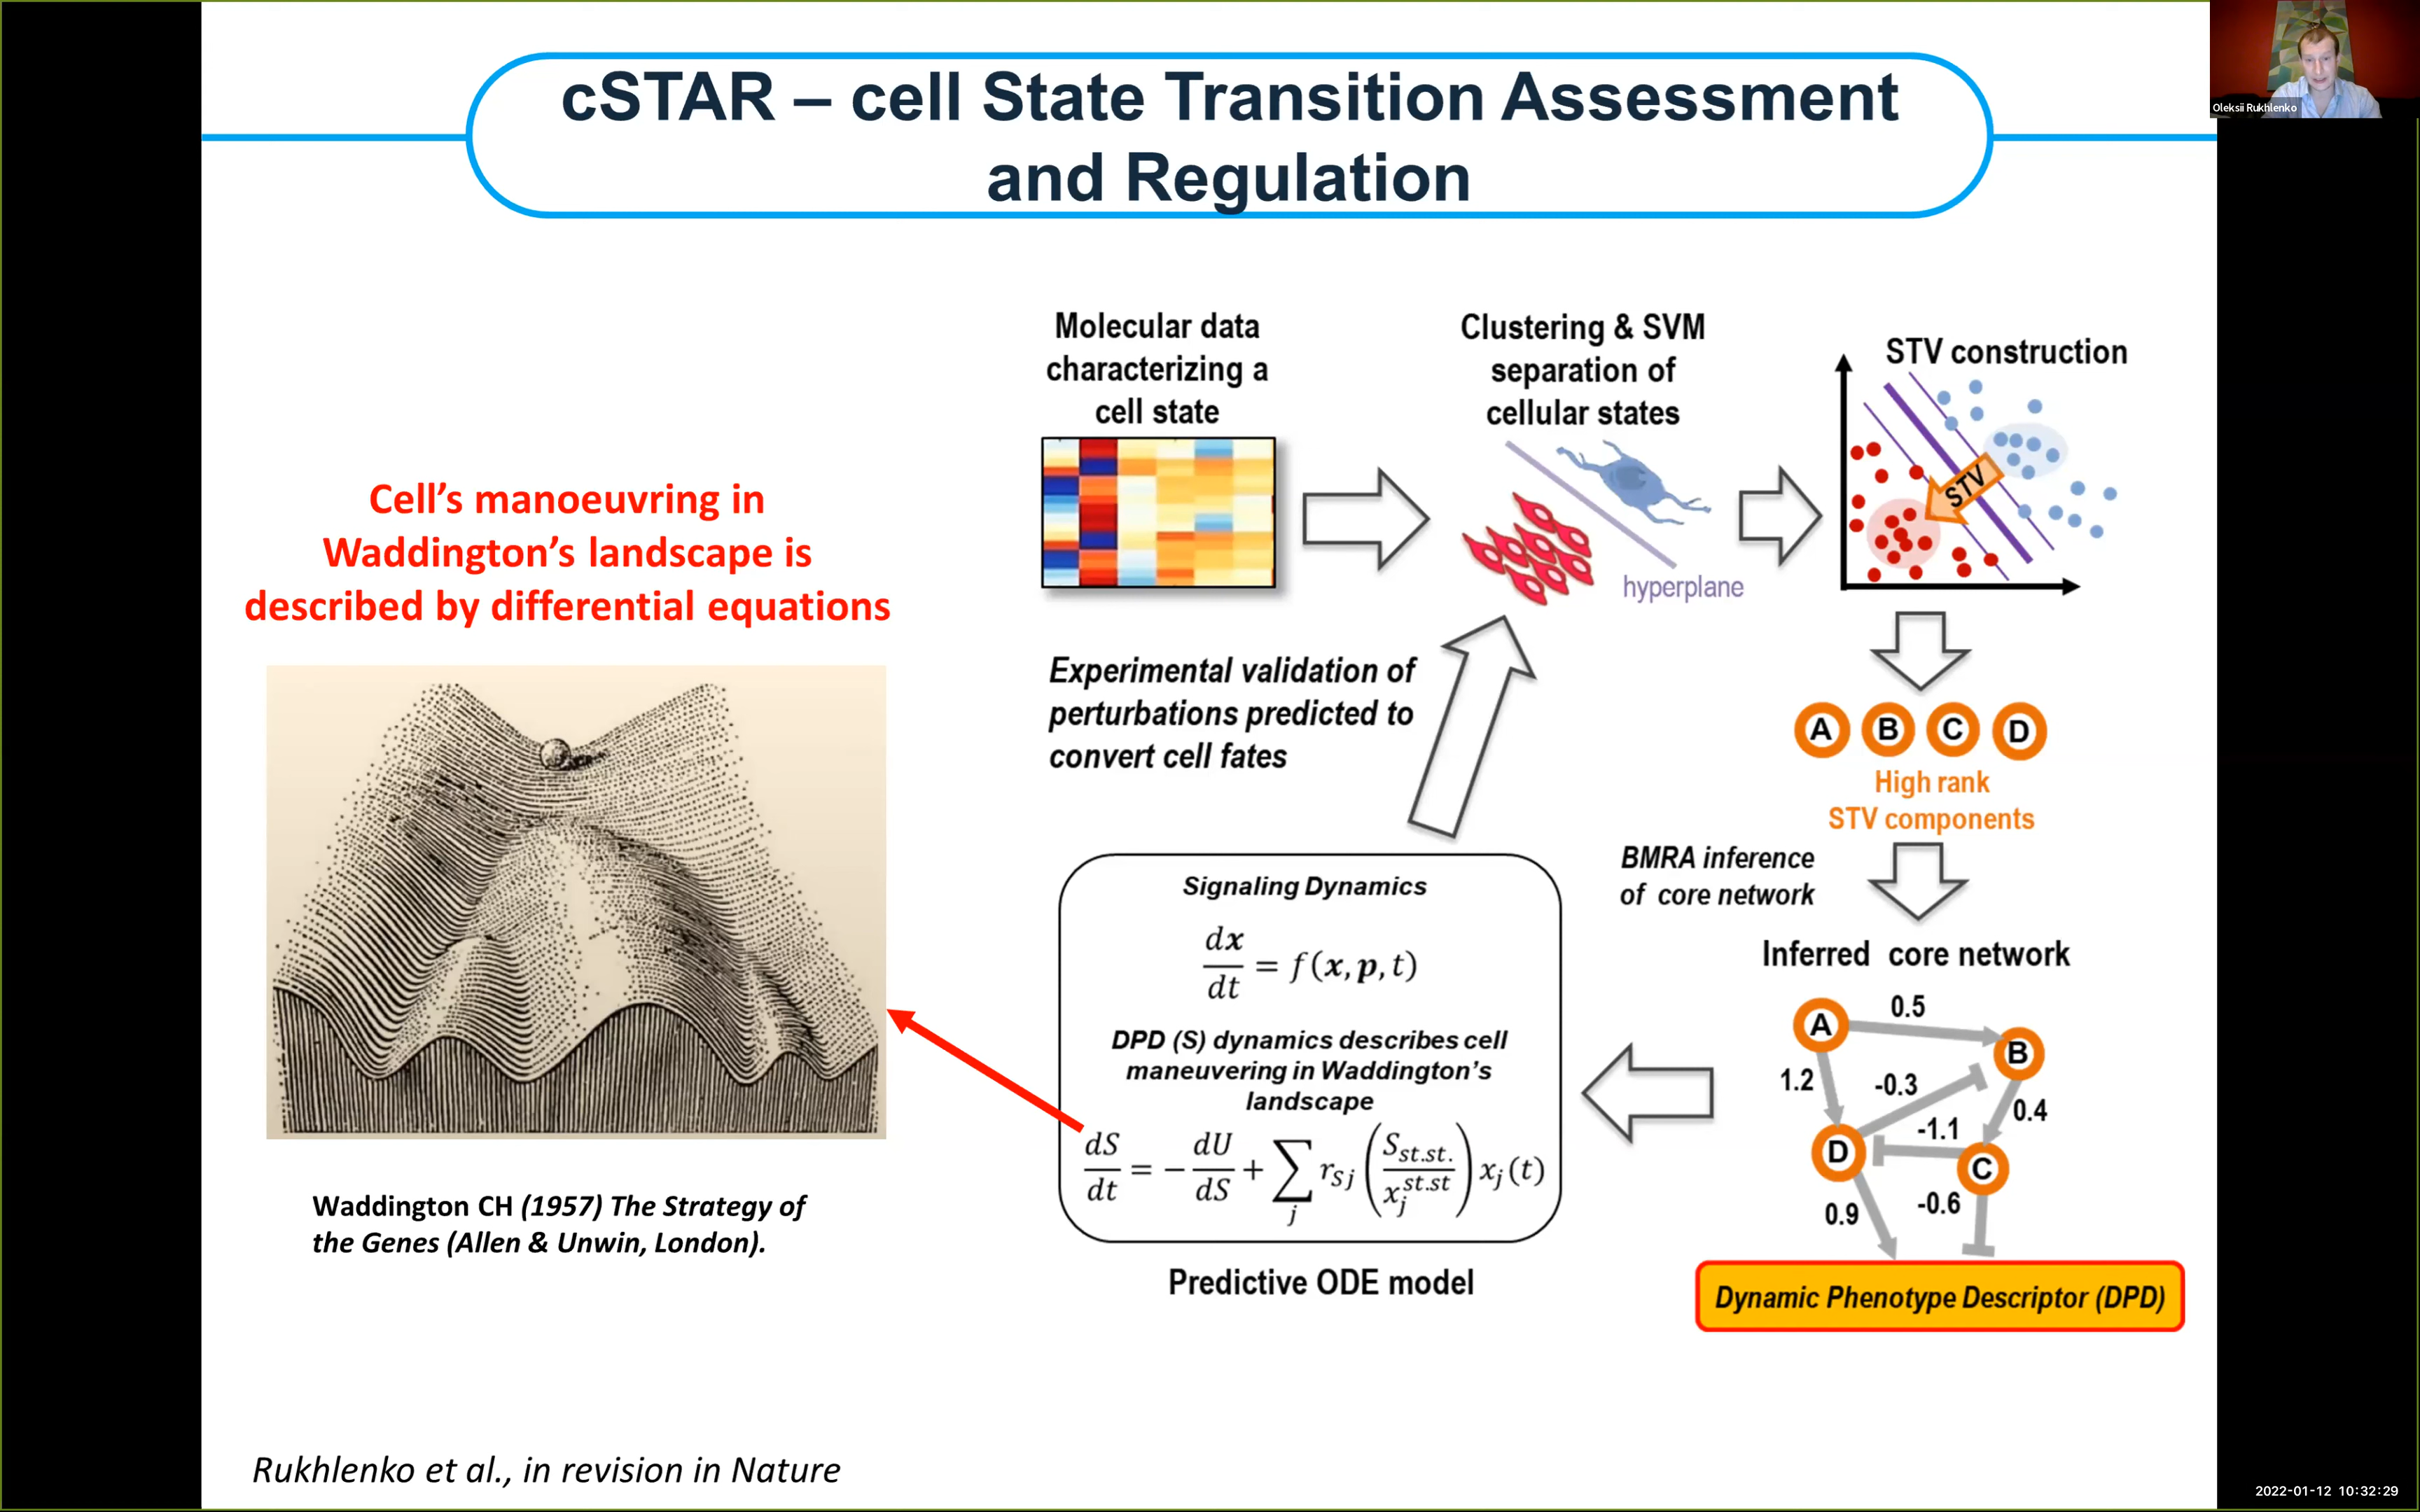 cSTAR – cell State Transition Assessment
and Regulation
Oleksii Rukhlenko
Cell’s manoeuvring in
Waddington’s landscape is
described by differential equations
Waddington CH (1957) The Strategy of
the Genes (Allen & Unwin, London).
Molecular data
characterizing a
cell state
Clustering & SVM
separation of
cellular states
hyperplane
STV construction
STV
A B C D
High rank
STV components
BMRA inference
of core network
Inferred core network
A
0.5
B
1.2
-0.3
0.4
-1.1
D
C
0.9
-0.6
Dynamic Phenotype Descriptor (DPD)
Experimental validation of
perturbations predicted to
convert cell fates
Signaling Dynamics
dx/dt = f(x, p, t)
DPD (S) dynamics describes cell
maneuvering in Waddington’s
landscape
dS/dt = − dU/dS + ∑j rSj (Sst.st. / xj^st.st) xj(t)
Predictive ODE model
Rukhlenko et al., in revision in Nature
2022-01-12 10:32:29